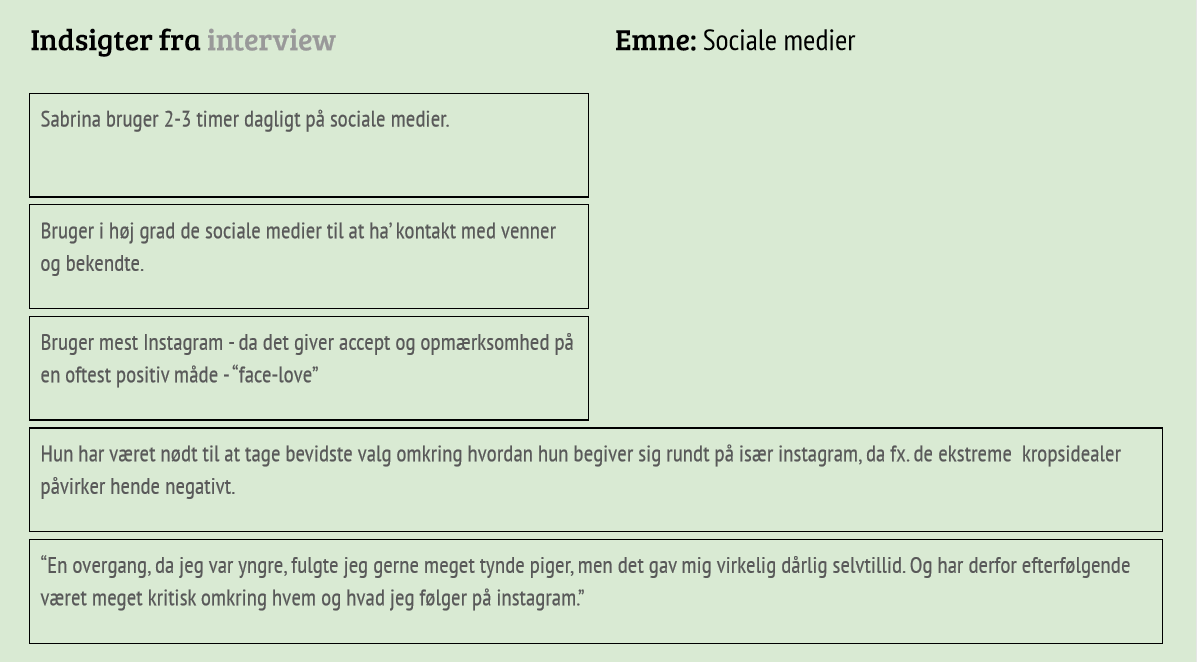 Indsigter fra interview
Emne: Sociale medier
Sabrina bruger 2-3 timer dagligt på sociale medier.
Bruger i høj grad de sociale medier til at ha’ kontakt med venner
og bekendte.
Bruger mest Instagram - da det giver accept og opmærksomhed på
en oftest positiv måde - “face-love”
Hun har været nødt til at tage bevidste valg omkring hvordan hun begiver sig rundt på især instagram, da fx. de ekstreme  kropsidealer
påvirker hende negativt.
“En overgang, da jeg var yngre, fulgte jeg gerne meget tynde piger, men det gav mig virkelig dårlig selvtillid. Og har derfor efterfølgende
været meget kritisk omkring hvem og hvad jeg følger på instagram.”